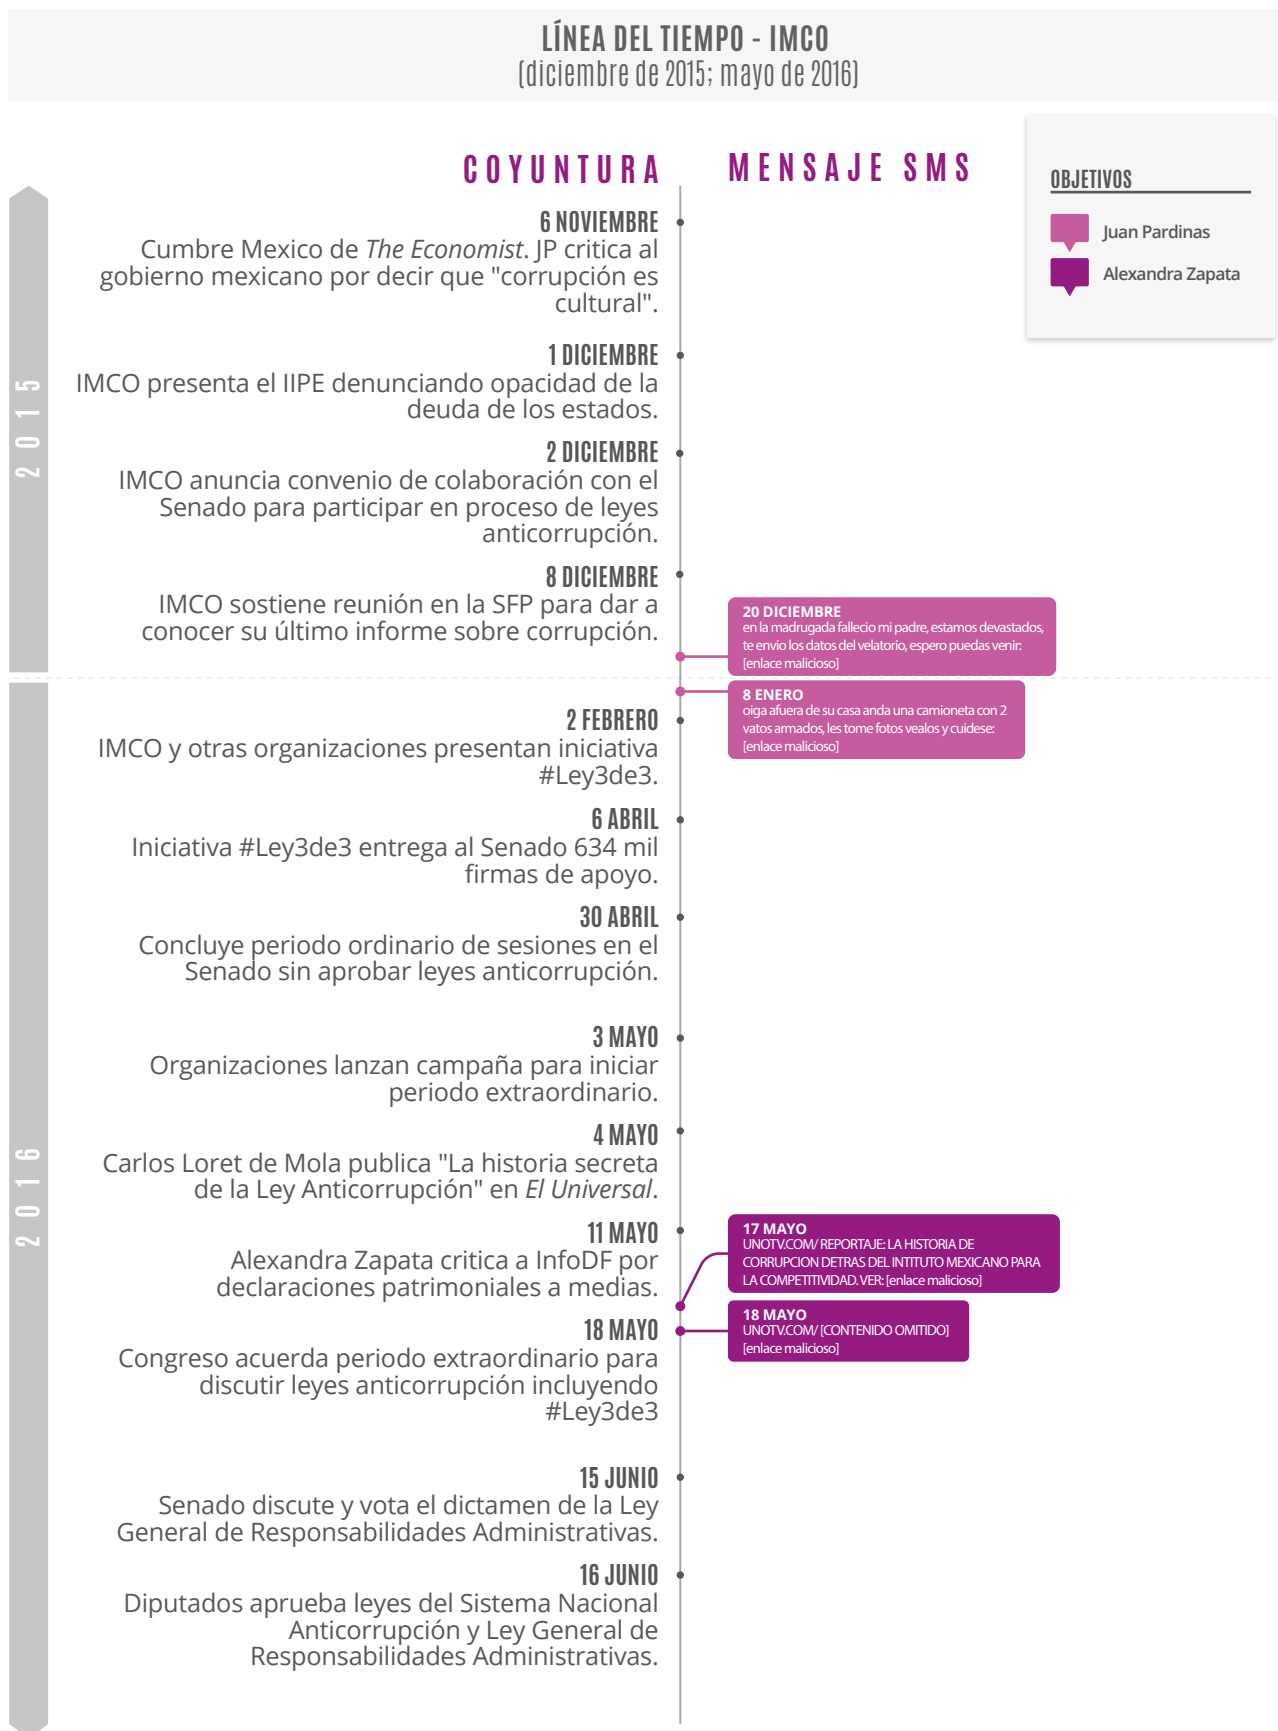 LÍNEA DEL TIEMPO - IMCO
(diciembre de 2015; mayo de 2016)
COYUNTURA
MENSAJE SMS
OBJETIVOS
Juan Pardinas
Alexandra Zapata
2015
6 NOVIEMBRE
Cumbre Mexico de The Economist. JP critica al
gobierno mexicano por decir que "corrupción es
cultural".
1 DICIEMBRE
IMCO presenta el IIPE denunciando opacidad de la
deuda de los estados.
2 DICIEMBRE
IMCO anuncia convenio de colaboración con el
Senado para participar en proceso de leyes
anticorrupción.
8 DICIEMBRE
IMCO sostiene reunión en la SFP para dar a
conocer su último informe sobre corrupción.
20 DICIEMBRE
en la madrugada fallecio mi padre, estamos devastados,
te envio los datos del velatorio, espero puedas venir:
[enlace malicioso]
2016
8 ENERO
oiga afuera de su casa anda una camioneta con 2
vatos armados, les tome fotos vealos y cuidese:
[enlace malicioso]
2 FEBRERO
IMCO y otras organizaciones presentan iniciativa
#Ley3de3.
6 ABRIL
Iniciativa #Ley3de3 entrega al Senado 634 mil
firmas de apoyo.
30 ABRIL
Concluye periodo ordinario de sesiones en el
Senado sin aprobar leyes anticorrupción.
3 MAYO
Organizaciones lanzan campaña para iniciar
periodo extraordinario.
4 MAYO
Carlos Loret de Mola publica "La historia secreta
de la Ley Anticorrupción" en El Universal.
11 MAYO
Alexandra Zapata critica a InfoDF por
declaraciones patrimoniales a medias.
17 MAYO
UNOTV.COM/ REPORTAJE: LA HISTORIA DE
CORRUPCION DETRAS DEL INTITUTO MEXICANO PARA
LA COMPETITIVIDAD. VER: [enlace malicioso]
18 MAYO
UNOTV.COM/ [CONTENIDO OMITIDO]
[enlace malicioso]
18 MAYO
Congreso acuerda periodo extraordinario para
discutir leyes anticorrupción incluyendo
#Ley3de3
15 JUNIO
Senado discute y vota el dictamen de la Ley
General de Responsabilidades Administrativas.
16 JUNIO
Diputados aprueba leyes del Sistema Nacional
Anticorrupción y Ley General de
Responsabilidades Administrativas.